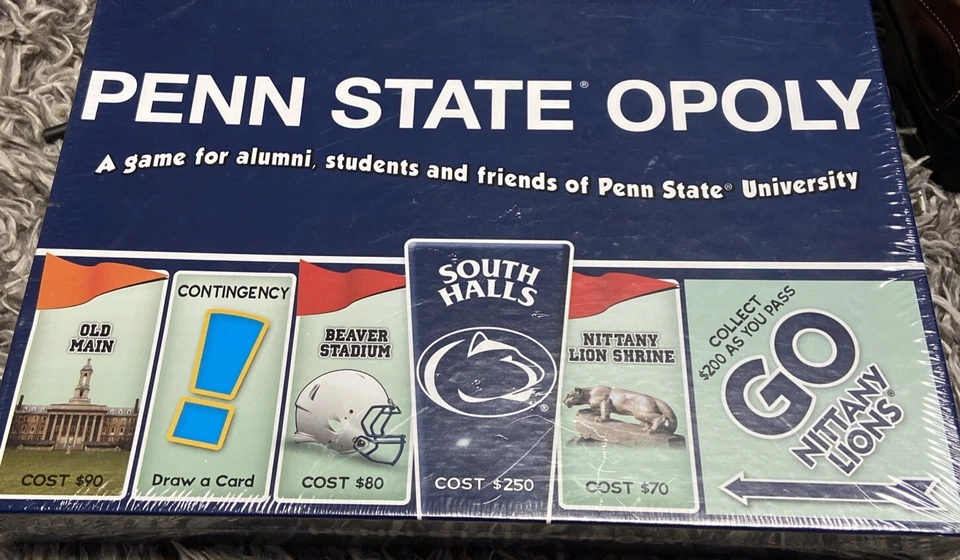 PENN STATE® OPOLY
A game for alumni, students and friends of Penn State® University
OLD
MAIN
COST $90
CONTINGENCY
!
Draw a Card
BEAVER
STADIUM
COST $80
SOUTH
HALLS
®
COST $250
NITTANY
LION SHRINE
COST $70
COLLECT
$200 AS YOU PASS
GO
NITTANY
LIONS®